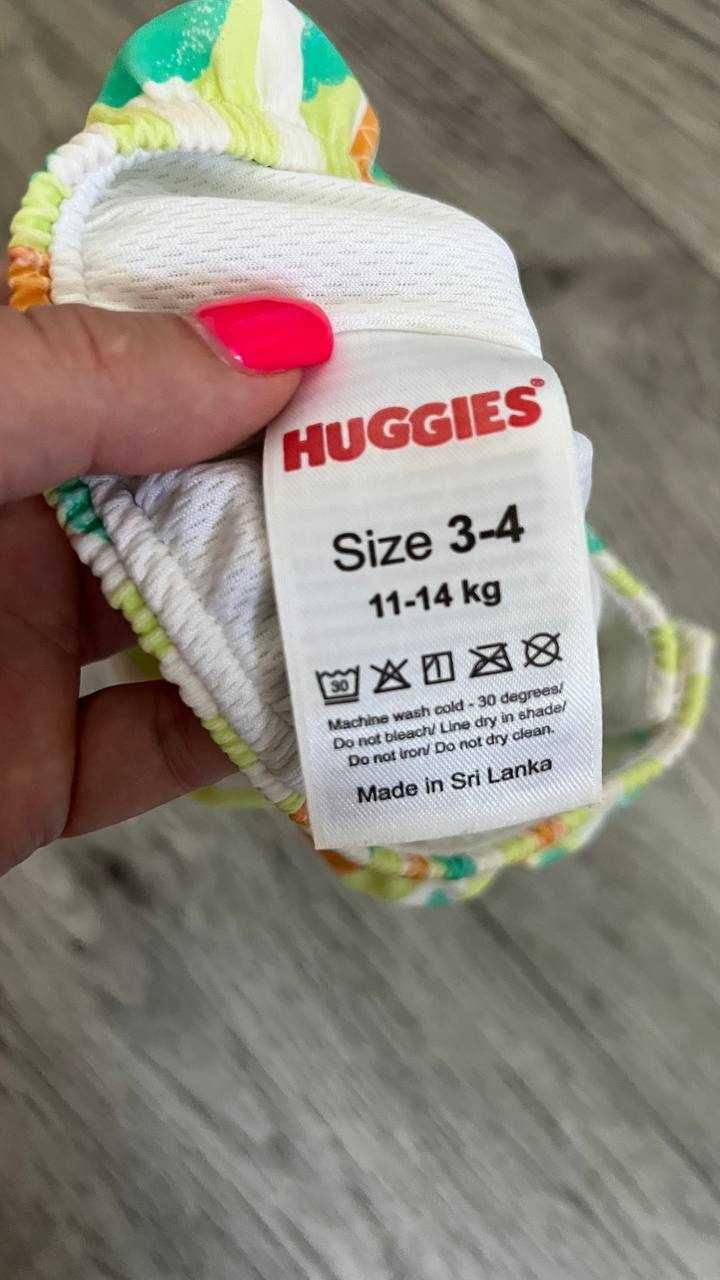 HUGGIES®
Size 3-4
11-14 kg
30
Machine wash cold - 30 degrees/
Do not bleach/ Line dry in shade/
Do not iron/ Do not dry clean.
Made in Sri Lanka